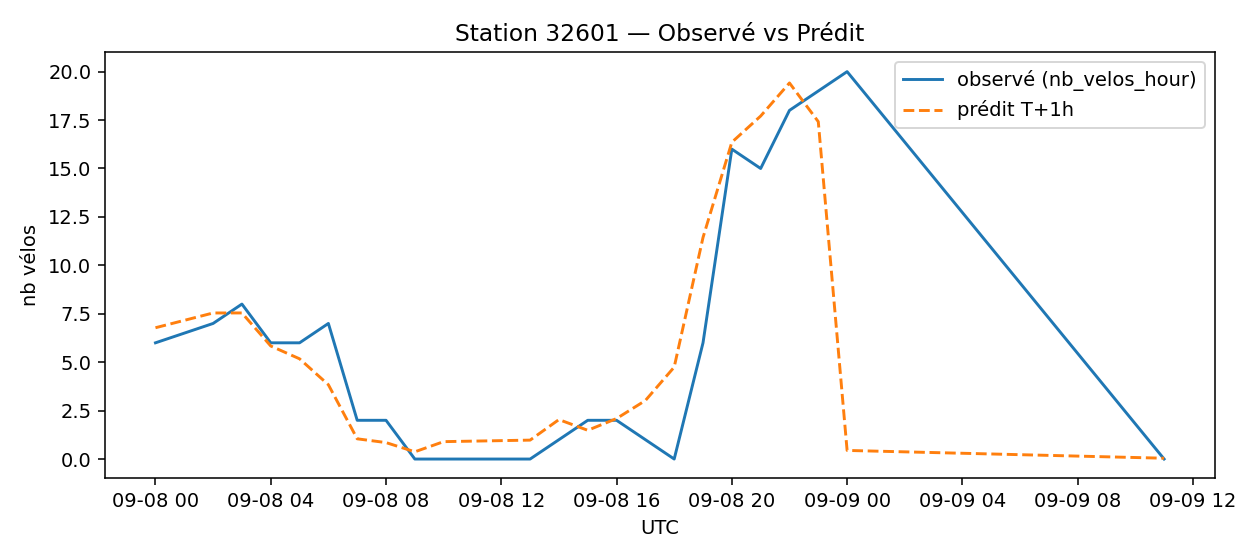 Station 32601 — Observé vs Prédit
observé (nb_velos_hour)
prédit T+1h
nb vélos
20.0
17.5
15.0
12.5
10.0
7.5
5.0
2.5
0.0
09-08 00 09-08 04 09-08 08 09-08 12 09-08 16 09-08 20 09-09 00 09-09 04 09-09 08 09-09 12
UTC